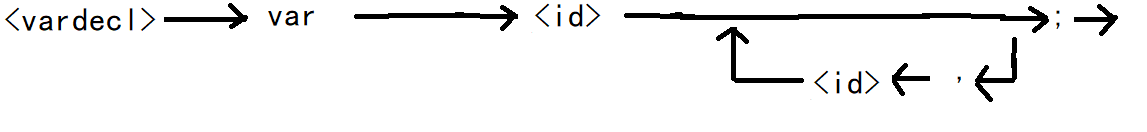 <vardecl> var <id> ;
<id> ,